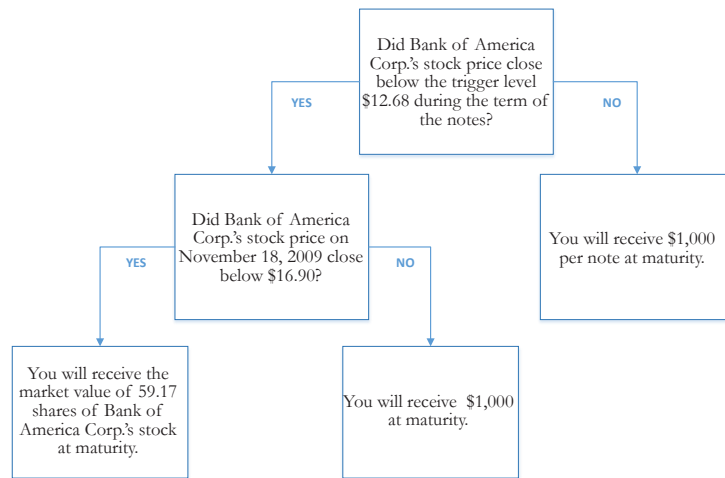 Did Bank of America
Corp.'s stock price close
below the trigger level
$12.68 during the term of
the notes?
YES
NO
Did Bank of America
Corp.'s stock price on
November 18, 2009 close
below $16.90?
You will receive $1,000
per note at maturity.
YES
NO
You will receive the
market value of 59.17
shares of Bank of
America Corp.'s stock
at maturity.
You will receive $1,000
at maturity.